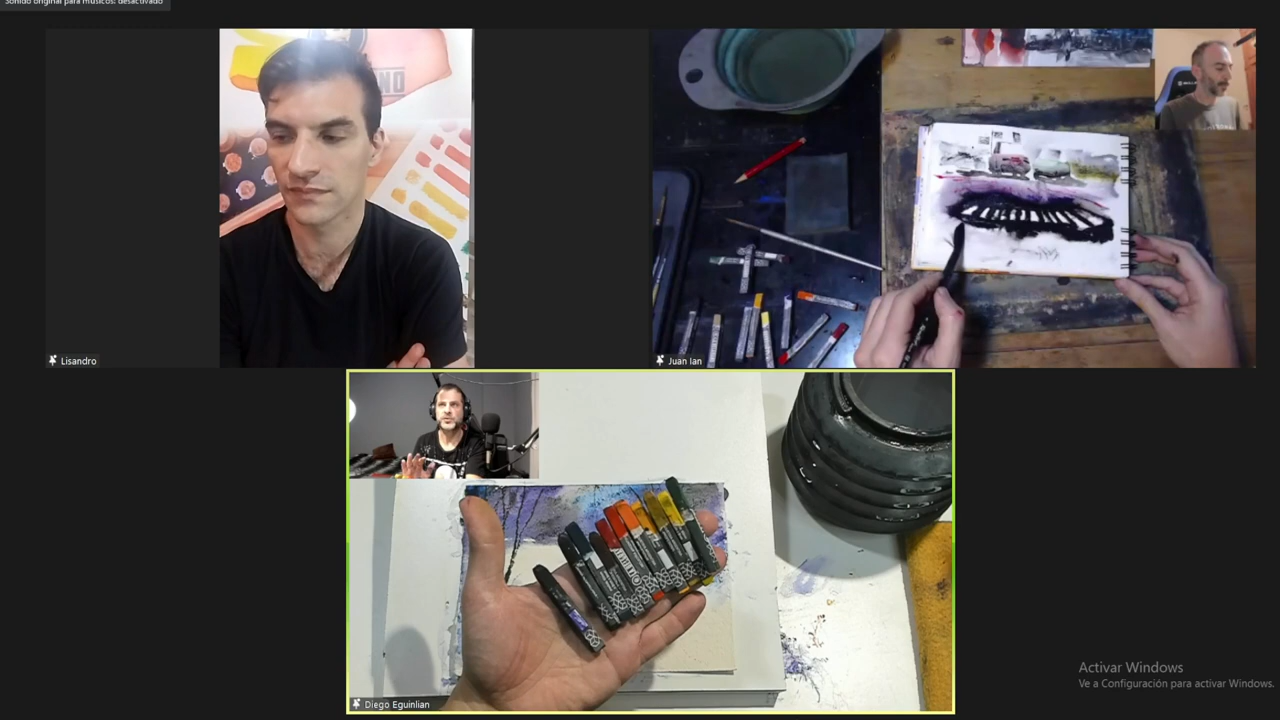 Sonido original para músicos: desactivado
Lisandro
Juan Ian
Diego Eguinlian
Activar Windows
Ve a Configuración para activar Windows.